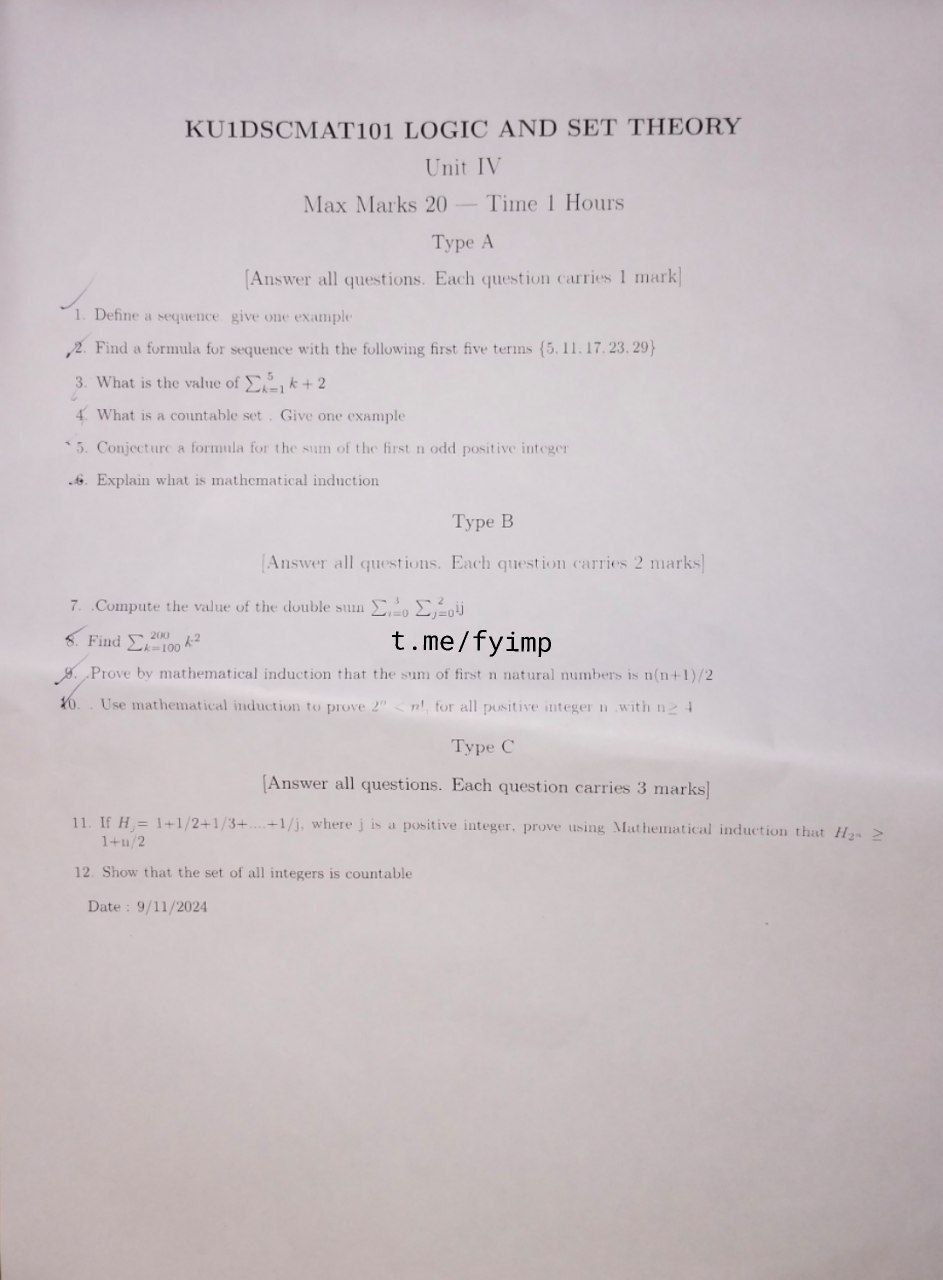 KU1DSCMAT101 LOGIC AND SET THEORY
Unit IV
Max Marks 20 — Time 1 Hours
Type A
[Answer all questions. Each question carries 1 mark]
1. Define a sequence. give one example
2. Find a formula for sequence with the following first five terms {5, 11, 17, 23, 29}
3. What is the value of ∑_{k=1}^{5} k + 2
4. What is a countable set . Give one example
5. Conjecture a formula for the sum of the first n odd positive integer
6. Explain what is mathematical induction
Type B
[Answer all questions. Each question carries 2 marks]
7. .Compute the value of the double sum ∑_{i=0}^{3} ∑_{j=0}^{2} ij
8. Find ∑_{k=100}^{200} k^2
t.me/fyimp
9. .Prove by mathematical induction that the sum of first n natural numbers is n(n+1)/2
10. . Use mathematical induction to prove 2^n < n!, for all positive integer n ,with n ≥ 4
Type C
[Answer all questions. Each question carries 3 marks]
11. If H_j= 1+1/2+1/3+....+1/j, where j is a positive integer, prove using Mathematical induction that H_{2^n} ≥
1+n/2
12. Show that the set of all integers is countable
Date : 9/11/2024